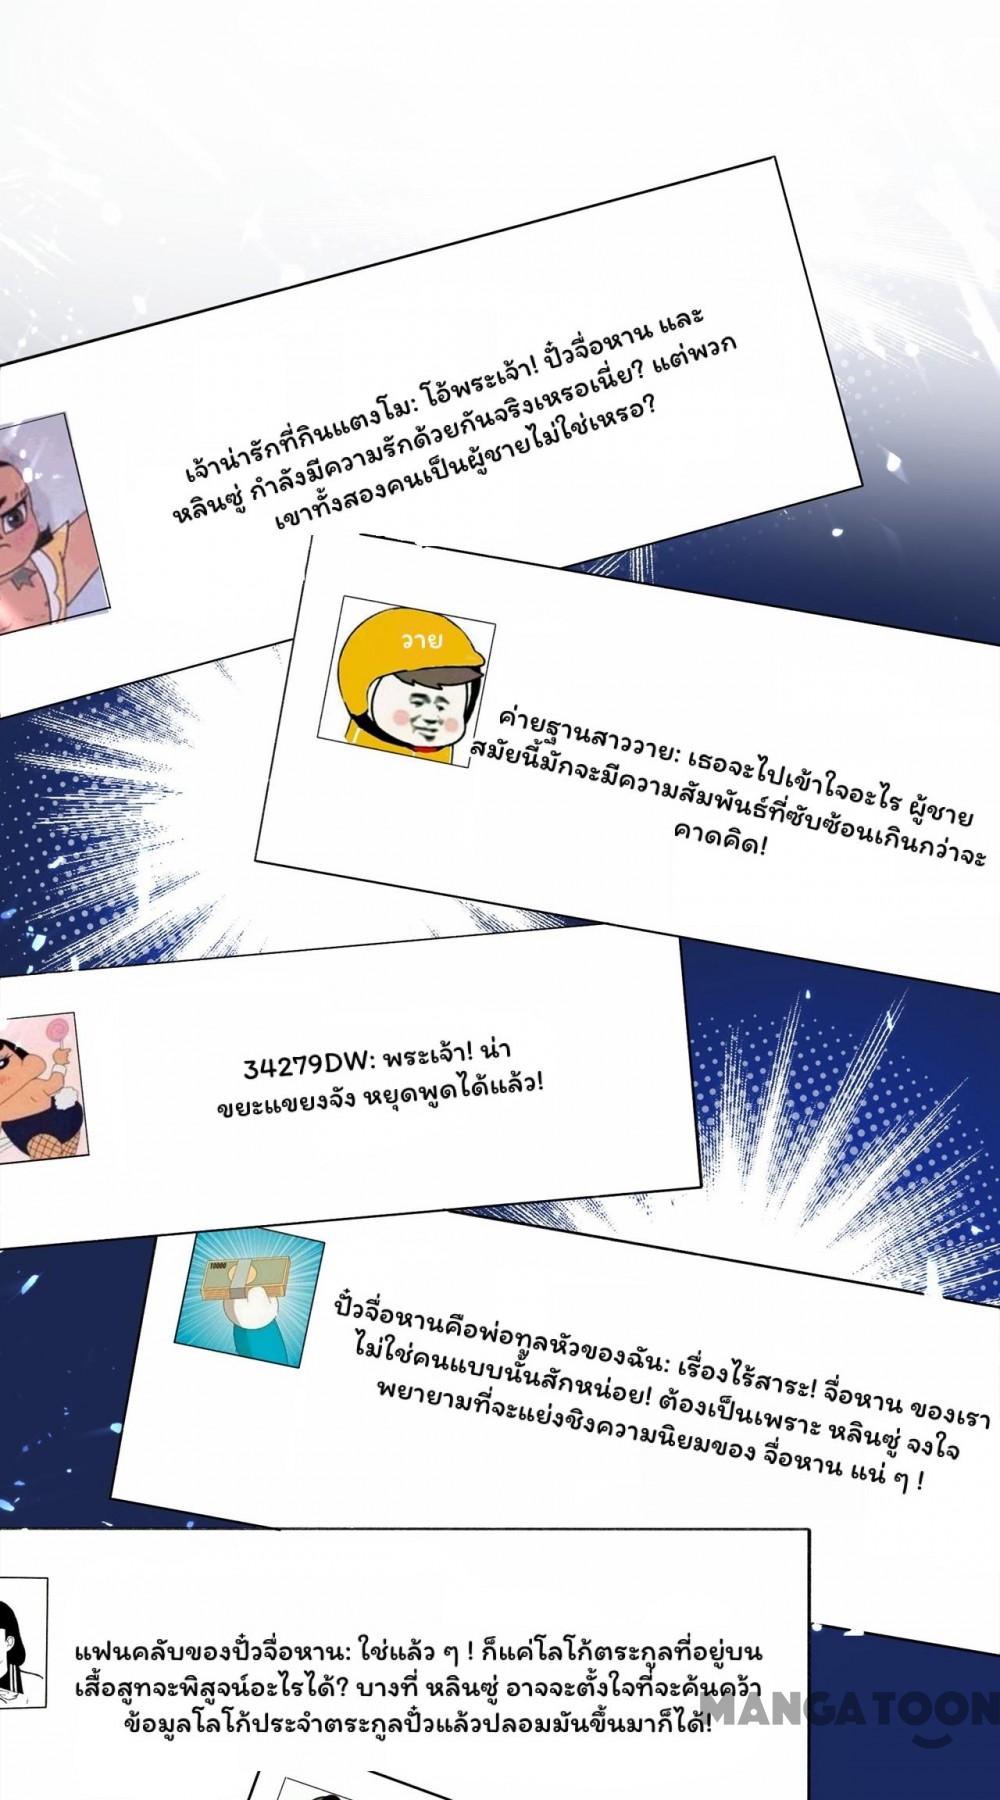 เจ้าน่ารักที่กินแตงโม: โอ้พระเจ้า! ปั๋วจื่อหาน และ
หลินซู่ กำลังมีความรักด้วยกันจริงเหรอเนี่ย? แต่พวก
เขาทั้งสองคนเป็นผู้ชายไม่ใช่เหรอ?
วาย
ค่ายฐานสาววาย: เธอจะไปเข้าใจอะไร ผู้ชาย
สมัยนี้มักจะมีความสัมพันธ์ที่ซับซ้อนเกินกว่าจะ
คาดคิด!
34279DW: พระเจ้า! น่า
ขยะแขยงจัง หยุดพูดได้แล้ว!
10000
ปั๋วจื่อหานคือพ่อทูลหัวของฉัน: เรื่องไร้สาระ! จื่อหาน ของเรา
ไม่ใช่คนแบบนั้นสักหน่อย! ต้องเป็นเพราะ หลินซู่ จงใจ
พยายามที่จะแย่งชิงความนิยมของ จื่อหาน แน่ ๆ !
แฟนคลับของปั๋วจื่อหาน: ใช่แล้ว ๆ ! ก็แค่โลโก้ตระกูลที่อยู่บน
เสื้อสูทจะพิสูจน์อะไรได้? บางที่ หลินซู่ อาจจะตั้งใจที่จะค้นคว้า
ข้อมูลโลโก้ประจำตระกูลปั๋วแล้วปลอมมันขึ้นมาก็ได้!
MANGATOON